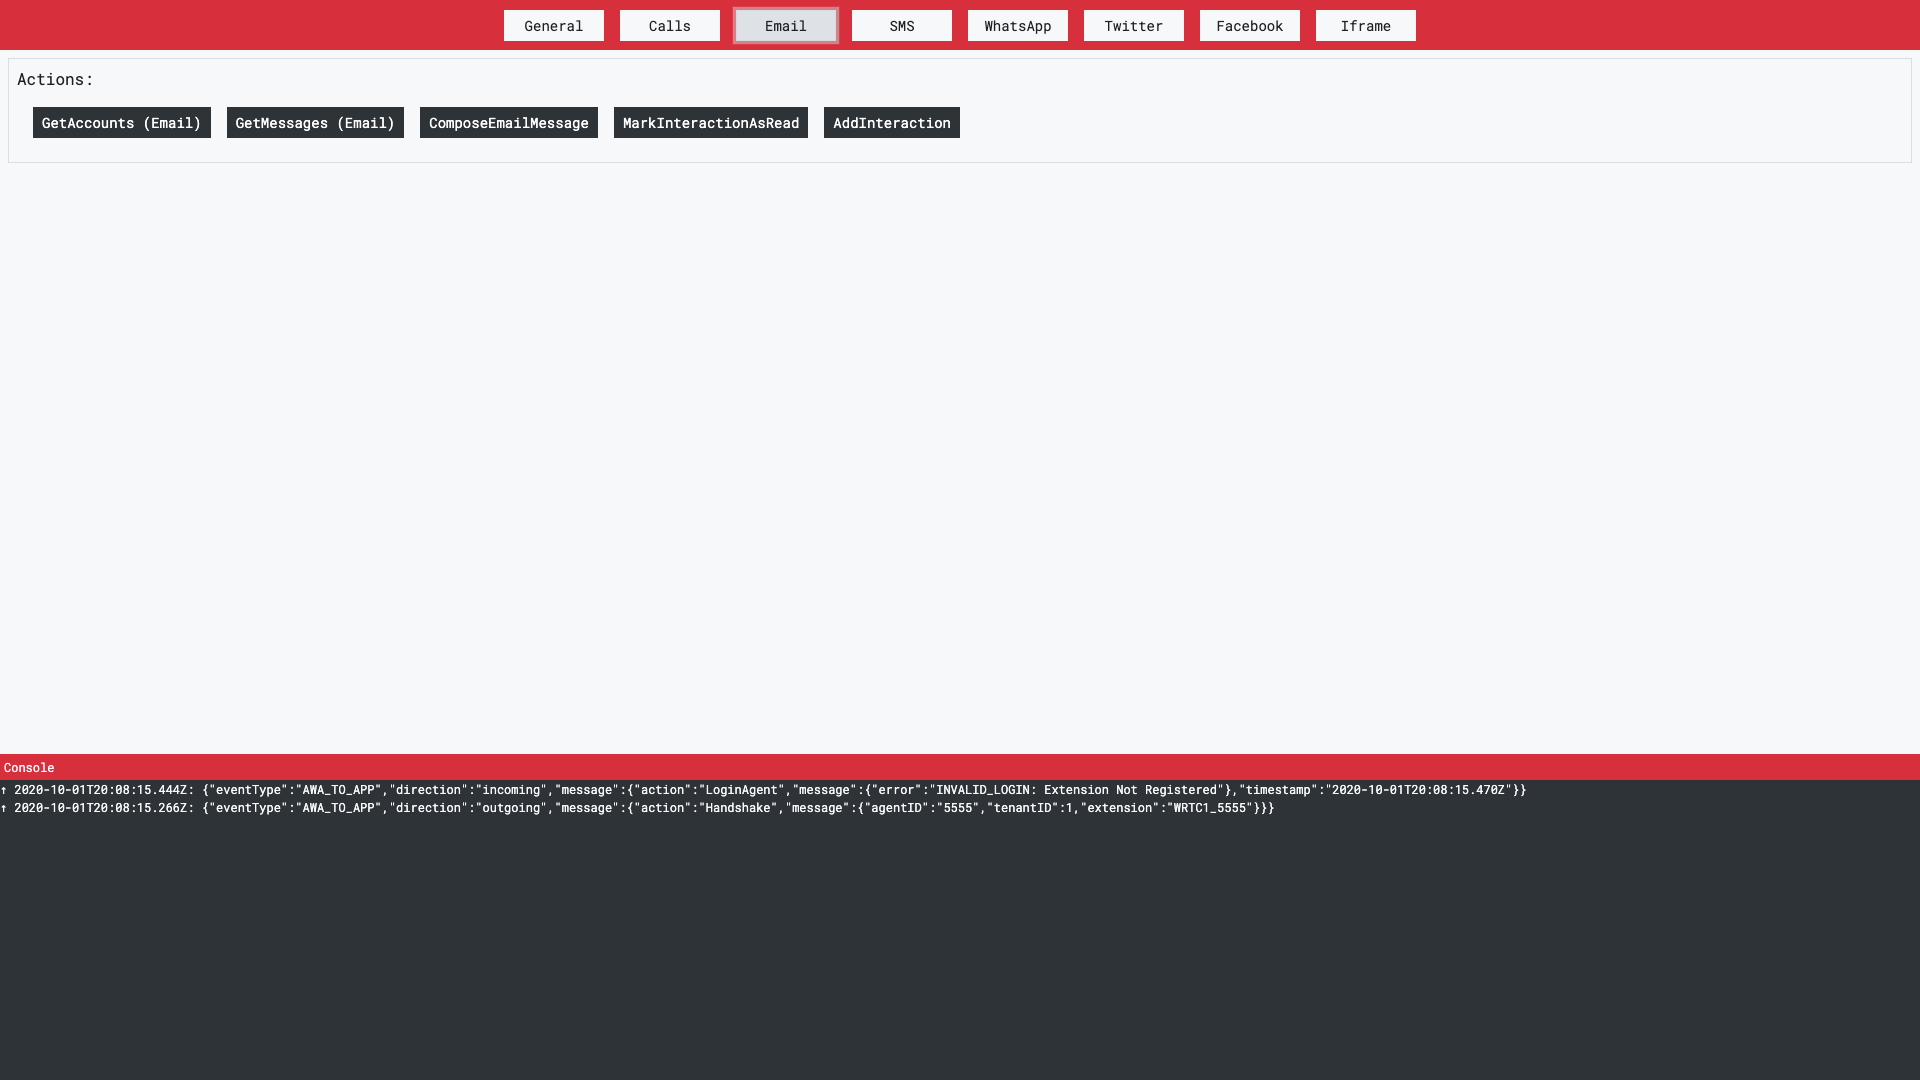 General Calls Email SMS WhatsApp Twitter Facebook Iframe
Actions:
GetAccounts (Email) GetMessages (Email) ComposeEmailMessage MarkInteractionAsRead AddInteraction
Console
↑ 2020-10-01T20:08:15.444Z: {"eventType":"AWA_TO_APP","direction":"incoming","message":{"action":"LoginAgent","message":{"error":"INVALID_LOGIN: Extension Not Registered"},"timestamp":"2020-10-01T20:08:15.470Z"}}
↑ 2020-10-01T20:08:15.266Z: {"eventType":"AWA_TO_APP","direction":"outgoing","message":{"action":"Handshake","message":{"agentID":"5555","tenantID":1,"extension":"WRTC1_5555"}}}